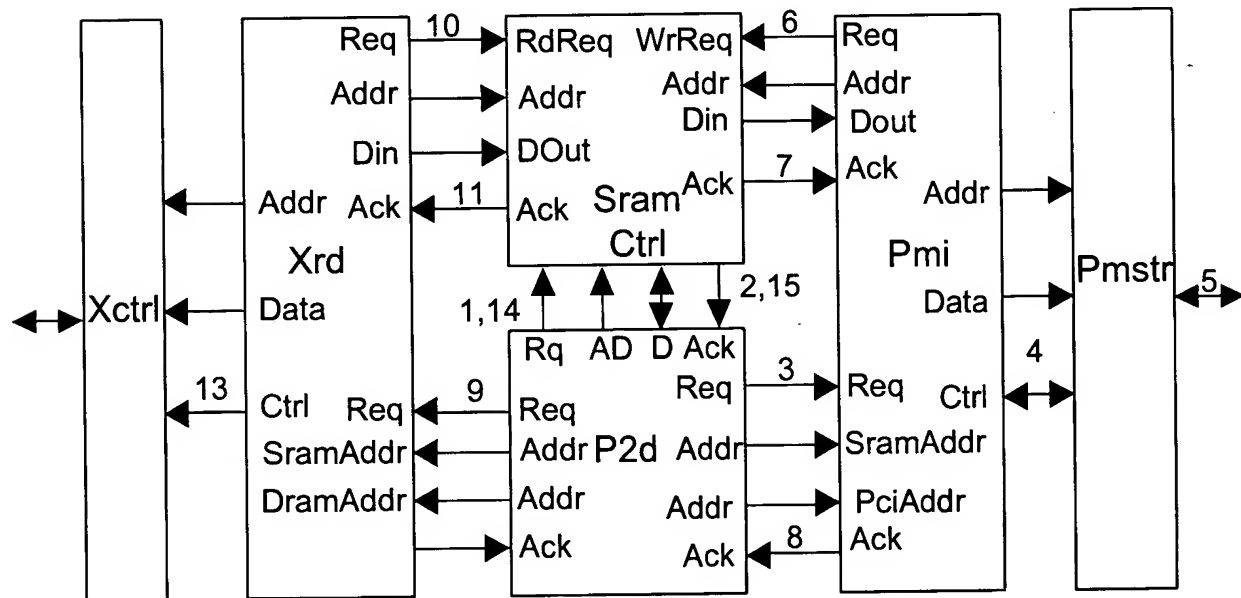 Req 10 RdReq WrReq 6 Req
Addr Addr Addr Addr
Din DOut Din Dout
Addr Ack 11 Ack Sram Ctrl Ack 7 Ack
Addr
Xctrl Xrd Pmi Pmstr 5
Data 1,14 2,15 Data
Rq AD D Ack
13 Ctrl Req 9 Req Req 3 Req Ctrl 4
SramAddr Addr P2d Addr SramAddr
DramAddr Addr Addr PciAddr
Ack Ack 8 Ack